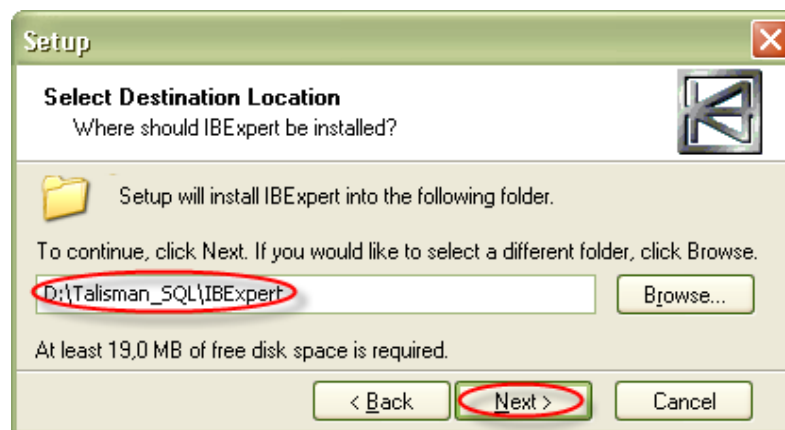 Setup
Select Destination Location
Where should IBExpert be installed?
Setup will install IBExpert into the following folder.
To continue, click Next. If you would like to select a different folder, click Browse.
D:\Talisman_SQL\IBExpert
Browse...
At least 19,0 MB of free disk space is required.
< Back
Next >
Cancel